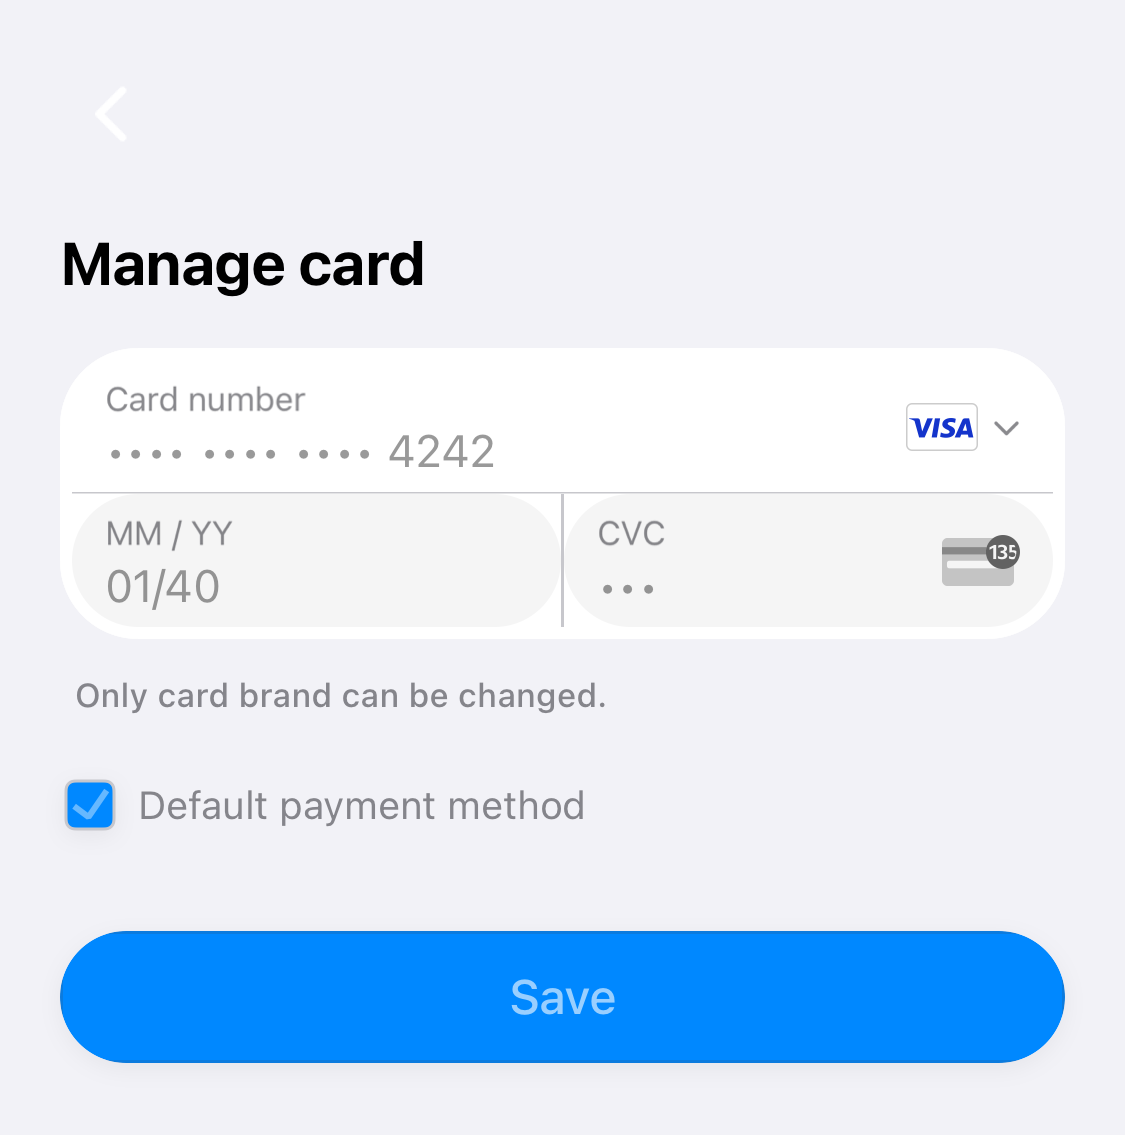 Manage card
Card number
•••• •••• •••• 4242
VISA
MM / YY
01/40
CVC
•••
135
Only card brand can be changed.
Default payment method
Save